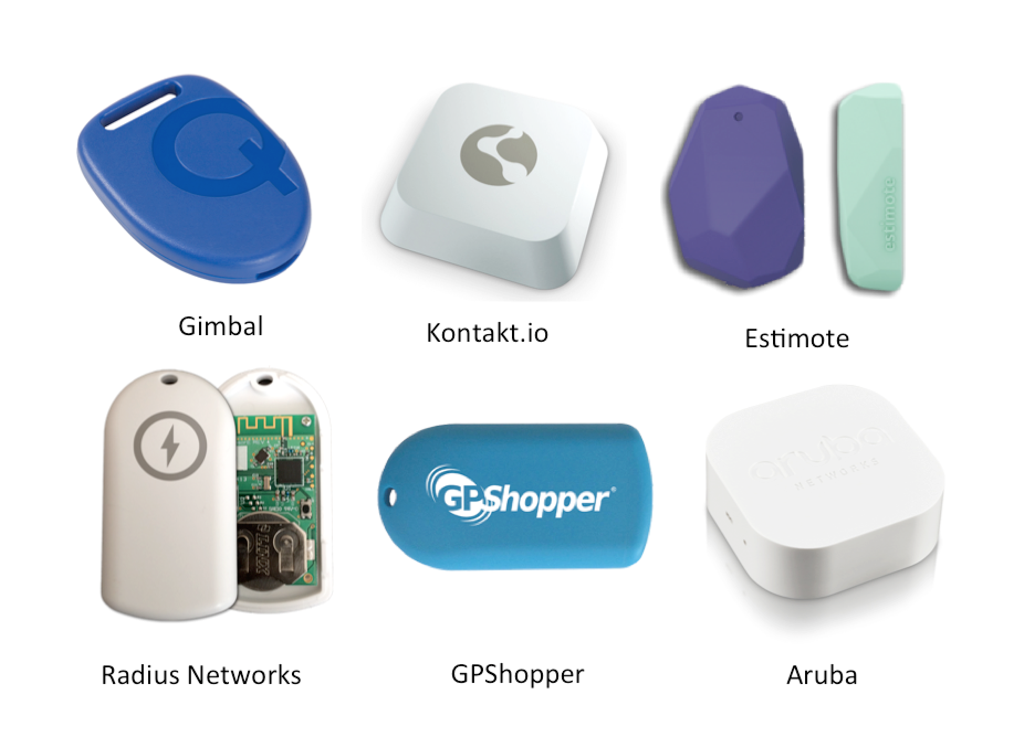 Gimbal
Kontakt.io
estimote
Estimote
GPShopper®
aruba
NETWORKS
Radius Networks
GPShopper
Aruba